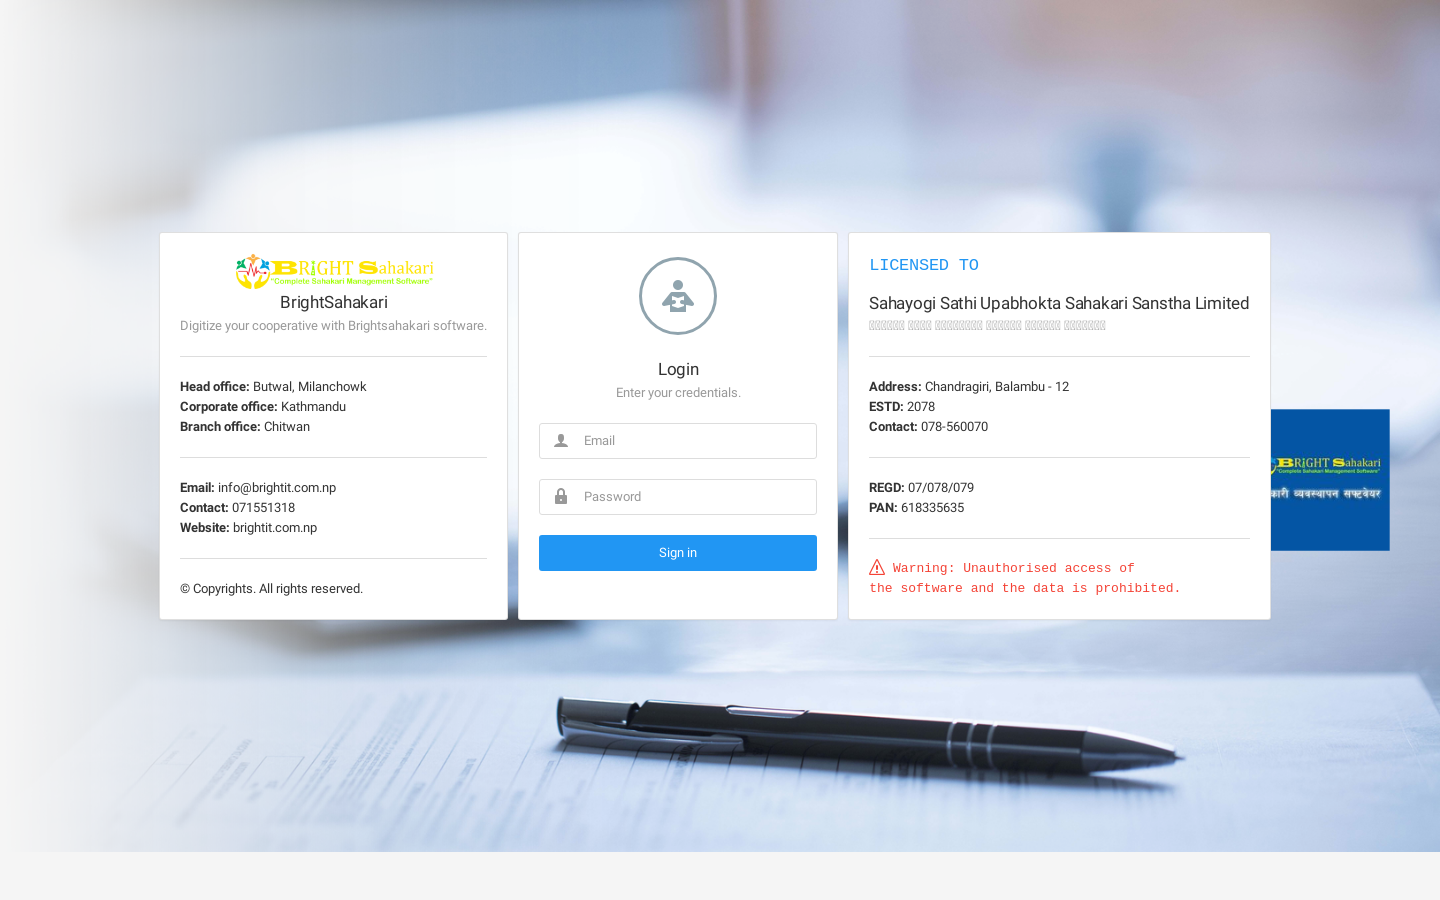 BRiGHT Sahakari
"Complete Sahakari Management Software"
BrightSahakari
Digitize your cooperative with Brightsahakari software.
Head office: Butwal, Milanchowk
Corporate office: Kathmandu
Branch office: Chitwan
Email: info@brightit.com.np
Contact: 071551318
Website: brightit.com.np
© Copyrights. All rights reserved.
Login
Enter your credentials.
Email
Password
Sign in
LICENSED TO
Sahayogi Sathi Upabhokta Sahakari Sanstha Limited
Address: Chandragiri, Balambu - 12
ESTD: 2078
Contact: 078-560070
REGD: 07/078/079
PAN: 618335635
Warning: Unauthorised access of
the software and the data is prohibited.
BRiGHT Sahakari
"Complete Sahakari Management Software"
व्यवस्थापन सफ्टवेयर